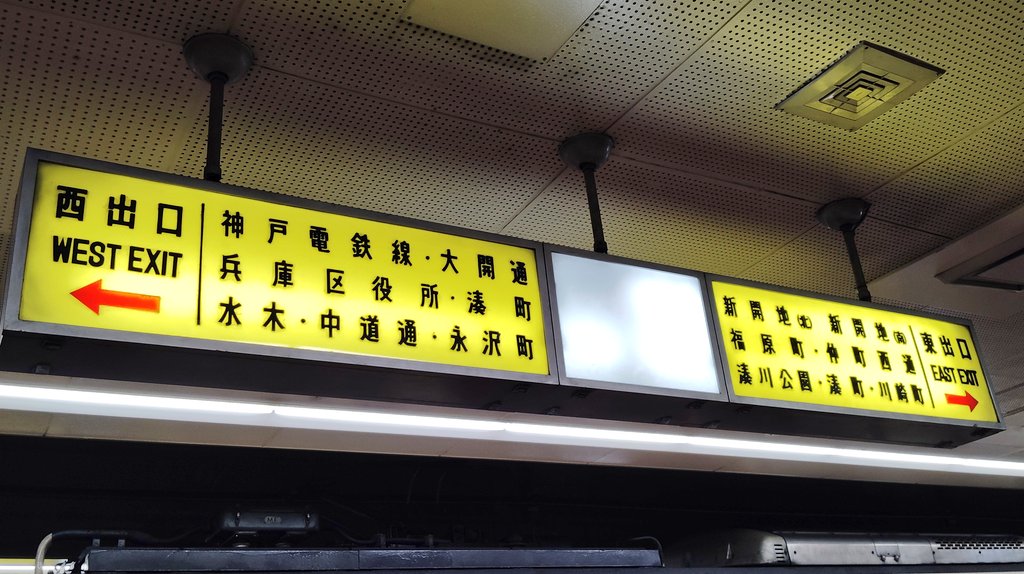 西出口
WEST EXIT
神戸電鉄線・大開通
兵庫区役所・湊町
水木・中道通・永沢町
新開地(北) 新開地(南)
福原町・仲町西通
湊川公園・湊町・川崎町
東出口
EAST EXIT